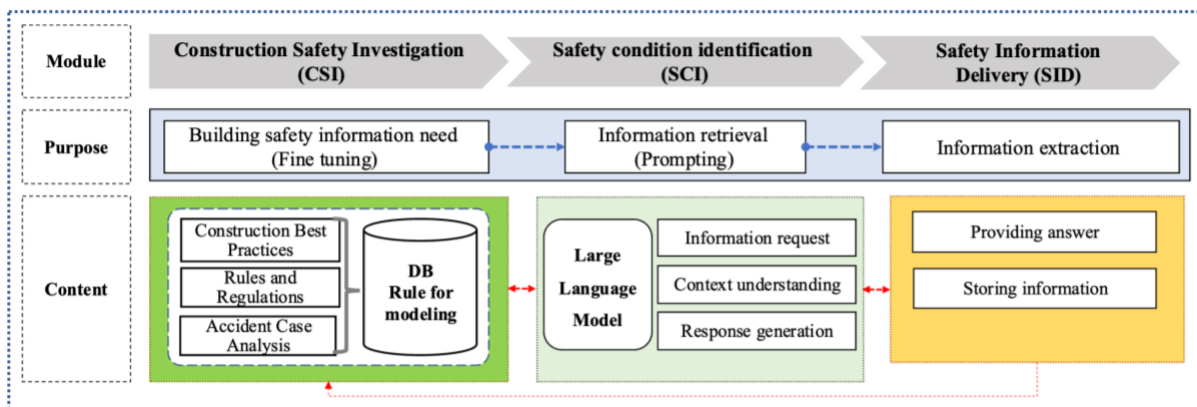 Module
Construction Safety Investigation
(CSI)
Safety condition identification
(SCI)
Safety Information
Delivery (SID)
Purpose
Building safety information need
(Fine tuning)
Information retrieval
(Prompting)
Information extraction
Content
Construction Best
Practices
Rules and
Regulations
Accident Case
Analysis
DB
Rule for
modeling
Large
Language
Model
Information request
Context understanding
Response generation
Providing answer
Storing information